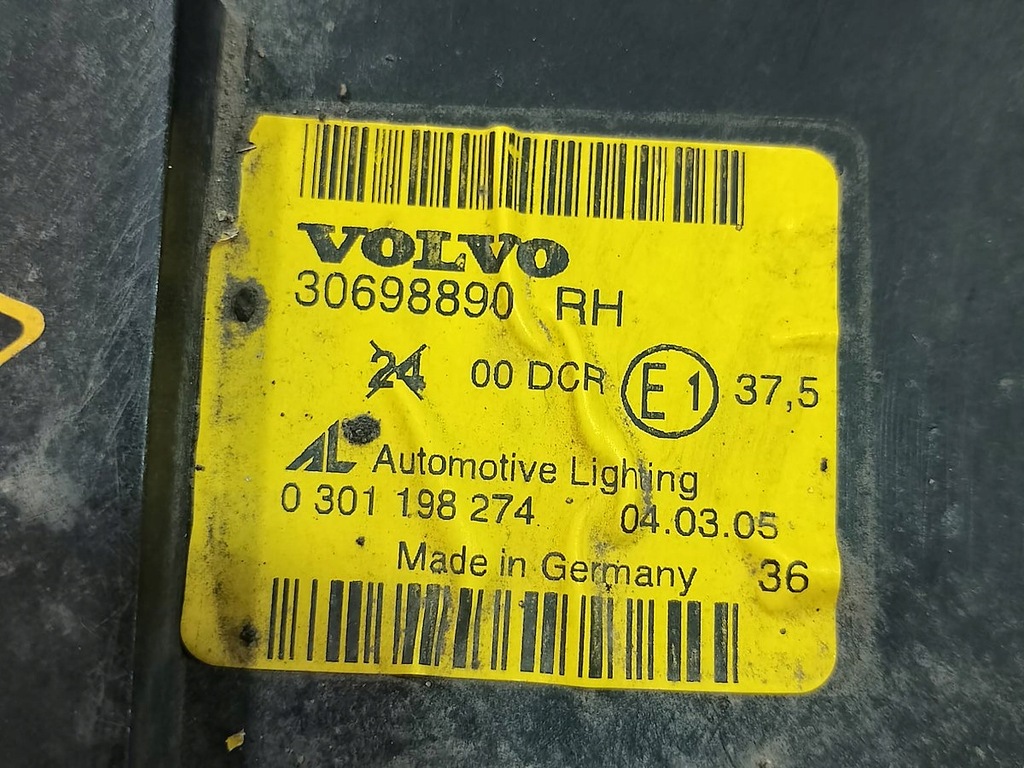 VOLVO
30698890 RH
24 00 DCR E1 37,5
AL Automotive Lighting
0 301 198 274 04.03.05
Made in Germany 36